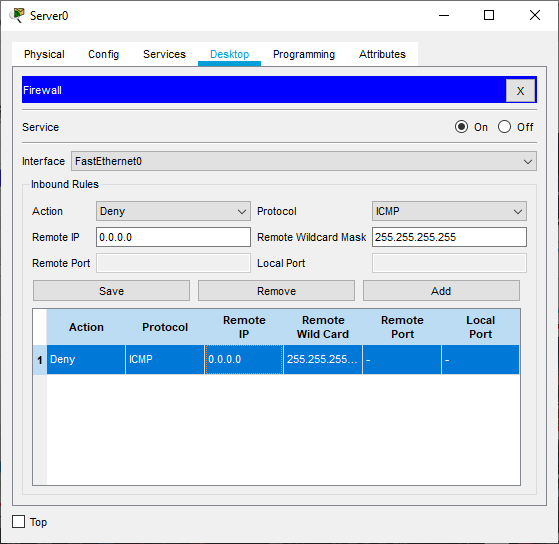 Server0
Physical Config Services Desktop Programming Attributes
Firewall X
Service On Off
Interface FastEthernet0
Inbound Rules
Action Deny Protocol ICMP
Remote IP 0.0.0.0 Remote Wildcard Mask 255.255.255.255
Remote Port Local Port
Save Remove Add
Action Protocol Remote IP Remote Wild Card Remote Port Local Port
1 Deny ICMP 0.0.0.0 255.255.255... - -
Top